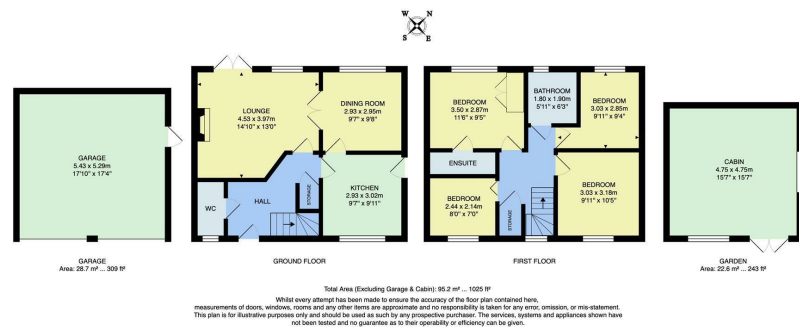 W N
S E
GARAGE
5.43 x 5.29m
17'10" x 17'4"
GARAGE
Area: 28.7 m² ... 309 ft²
LOUNGE
4.53 x 3.97m
14'10" x 13'0"
DINING ROOM
2.93 x 2.95m
9'7" x 9'8"
WC
HALL
STORAGE
KITCHEN
2.93 x 3.02m
9'7" x 9'11"
GROUND FLOOR
BEDROOM
3.50 x 2.87m
11'6" x 9'5"
BATHROOM
1.80 x 1.90m
5'11" x 6'3"
BEDROOM
3.03 x 2.85m
9'11" x 9'4"
ENSUITE
BEDROOM
2.44 x 2.14m
8'0" x 7'0"
STORAGE
BEDROOM
3.03 x 3.18m
9'11" x 10'5"
FIRST FLOOR
CABIN
4.75 x 4.75m
15'7" x 15'7"
GARDEN
Area: 22.6 m² ... 243 ft²
Total Area (Excluding Garage & Cabin): 95.2 m² ... 1025 ft²
Whilst every attempt has been made to ensure the accuracy of the floor plan contained here,
measurements of doors, windows, rooms and any other items are approximate and no responsibility is taken for any error, omission, or mis-statement.
This plan is for illustrative purposes only and should be used as such by any prospective purchaser. The services, systems and appliances shown have
not been tested and no guarantee as to their operability or efficiency can be given.